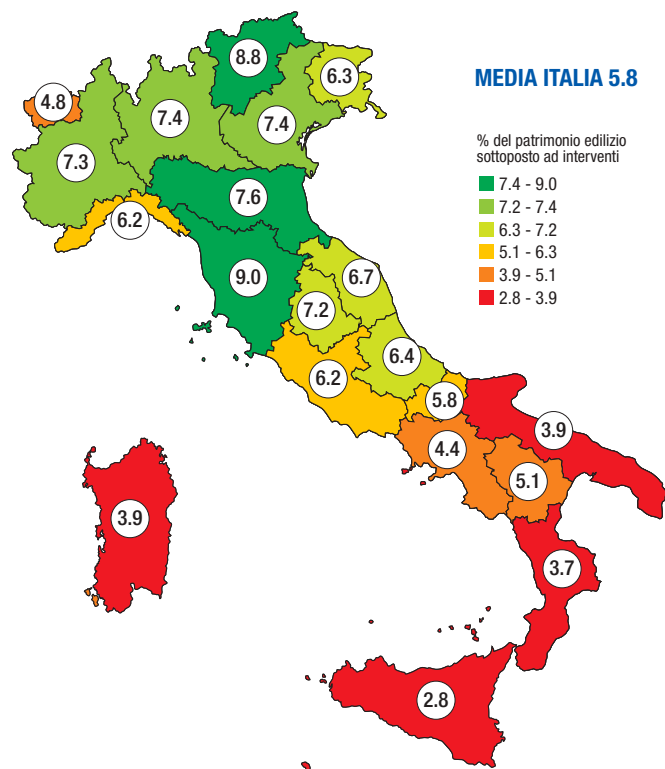 8.8
6.3
MEDIA ITALIA 5.8
4.8
7.4
7.4
% del patrimonio edilizio
sottoposto ad interventi
7.3
7.4 - 9.0
7.2 - 7.4
6.3 - 7.2
5.1 - 6.3
3.9 - 5.1
2.8 - 3.9
7.6
6.2
9.0
6.7
7.2
6.4
6.2
5.8
3.9
4.4
5.1
3.9
3.7
2.8